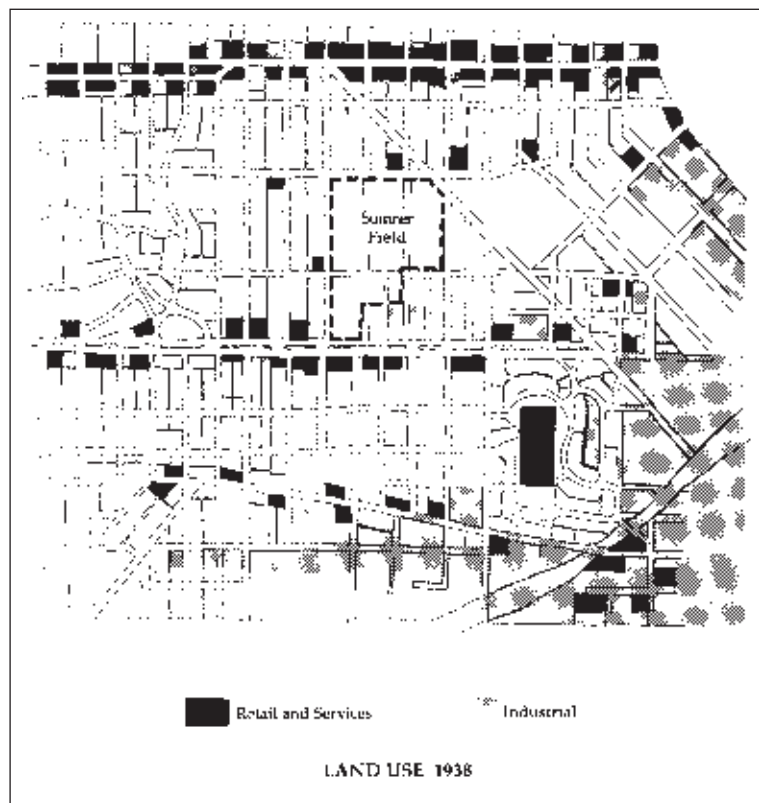 Sumner
Field
Retail and Services
Industrial
LAND USE 1938